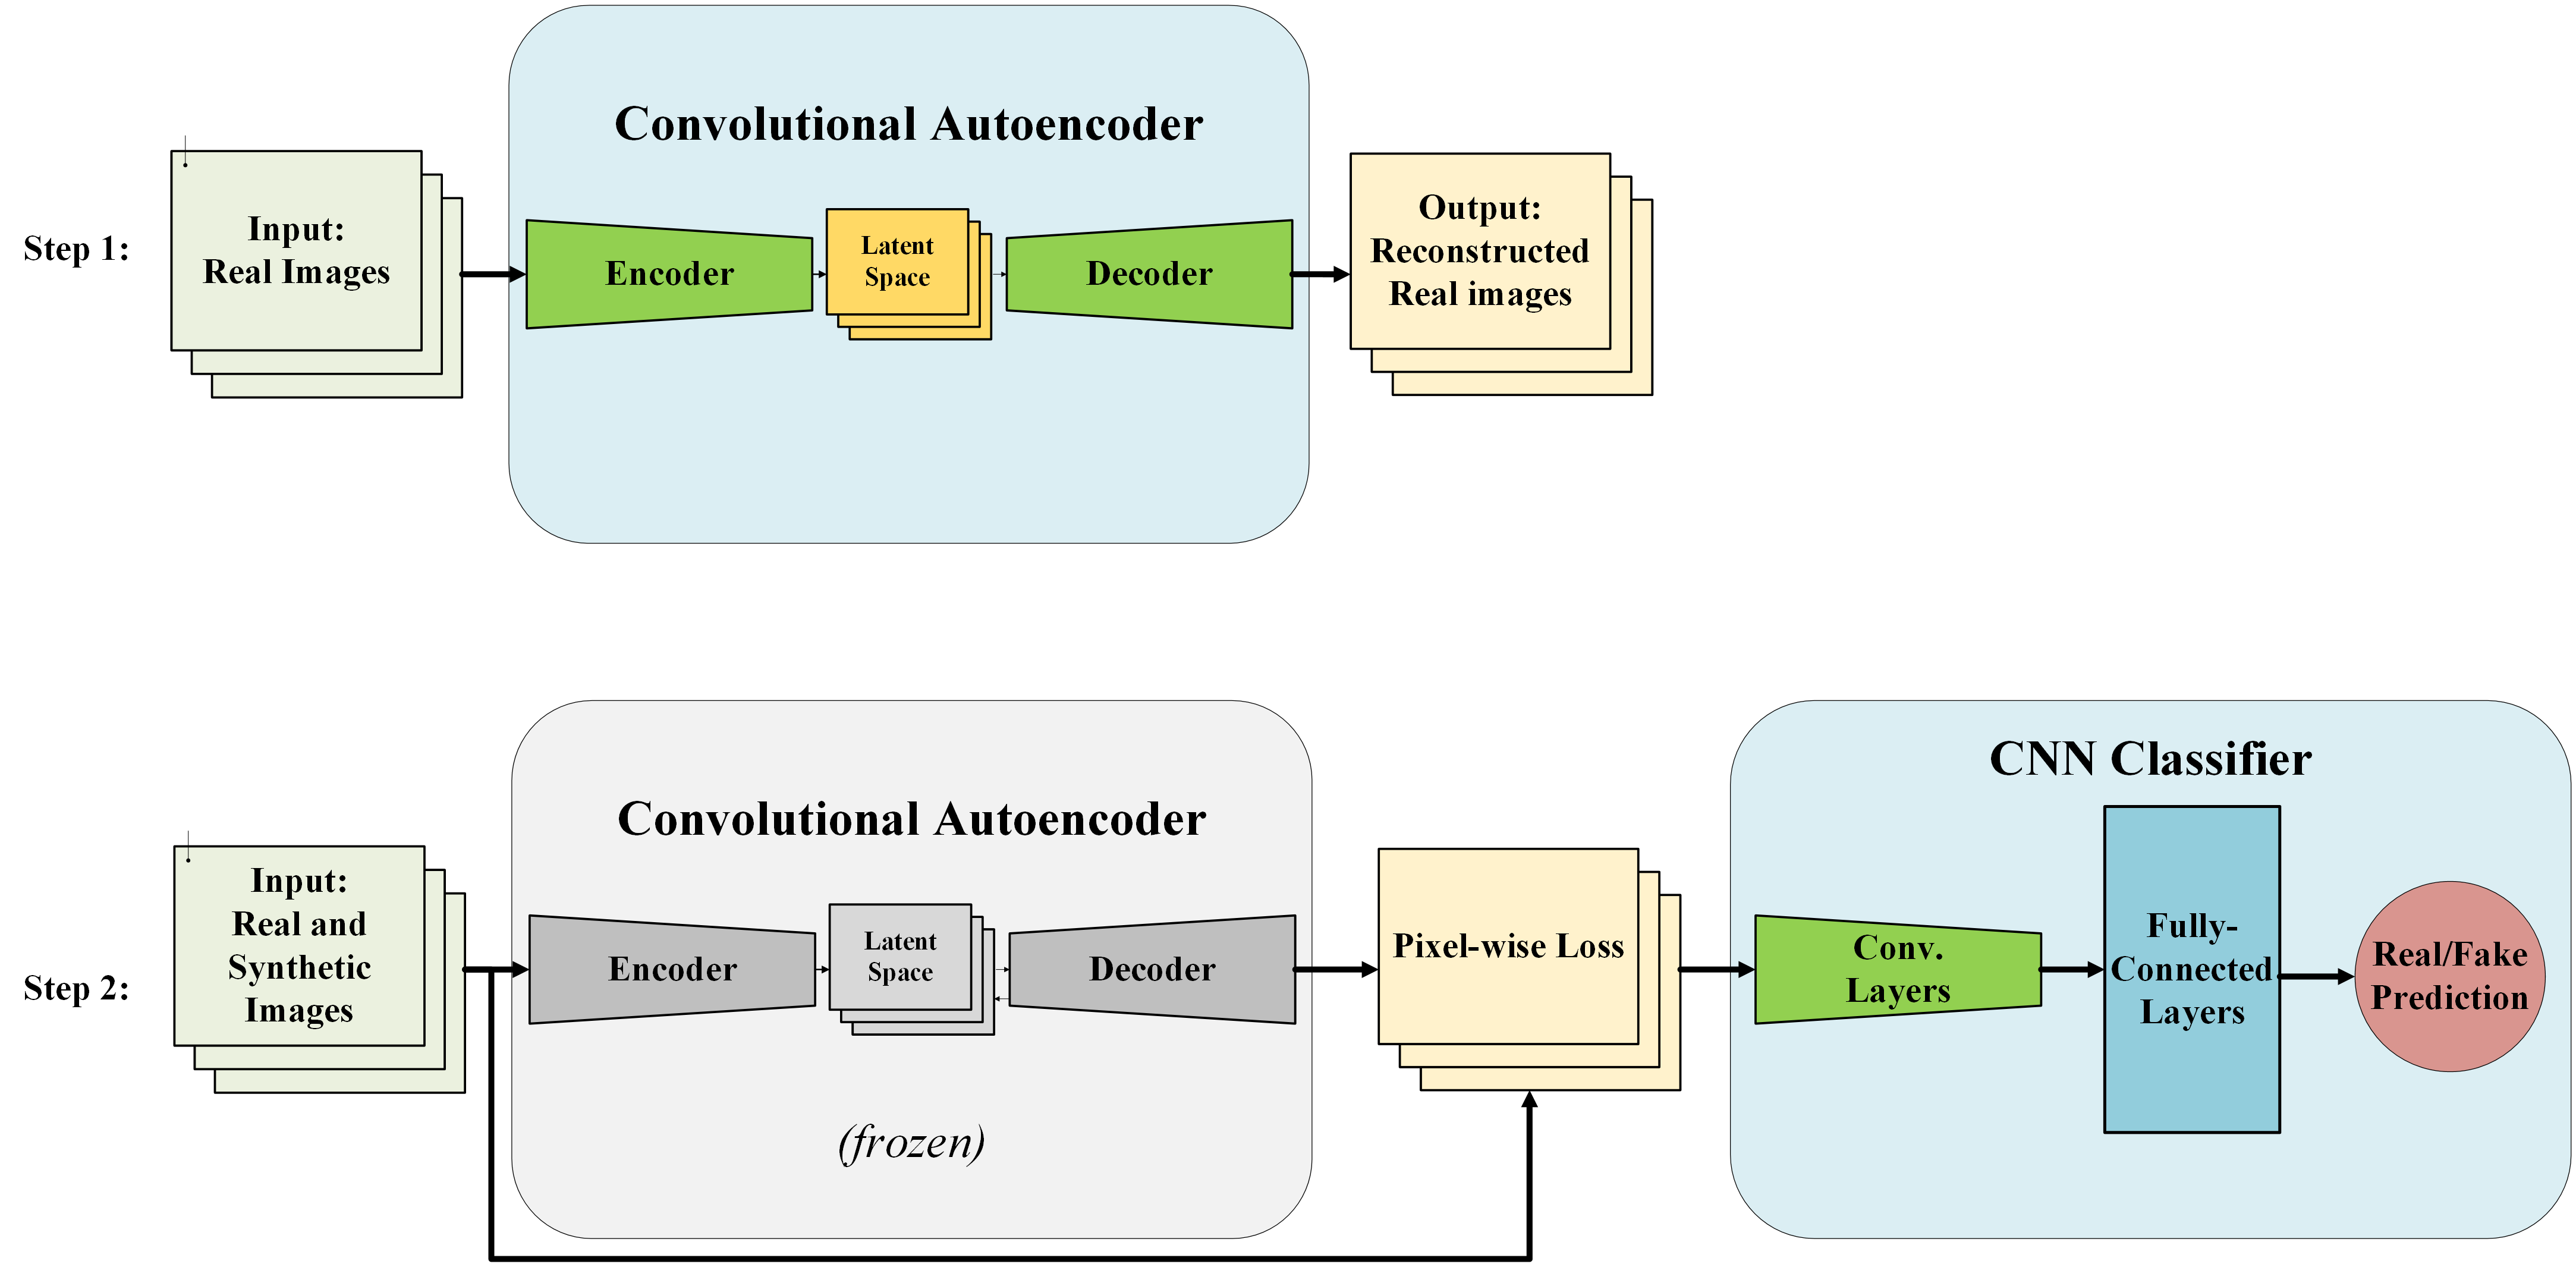 Convolutional Autoencoder
Step 1:
Input:
Real Images
Encoder
Latent
Space
Decoder
Output:
Reconstructed
Real images
Step 2:
Input:
Real and
Synthetic
Images
Convolutional Autoencoder
Encoder
Latent
Space
Decoder
(frozen)
Pixel-wise Loss
CNN Classifier
Conv.
Layers
Fully-
Connected
Layers
Real/Fake
Prediction